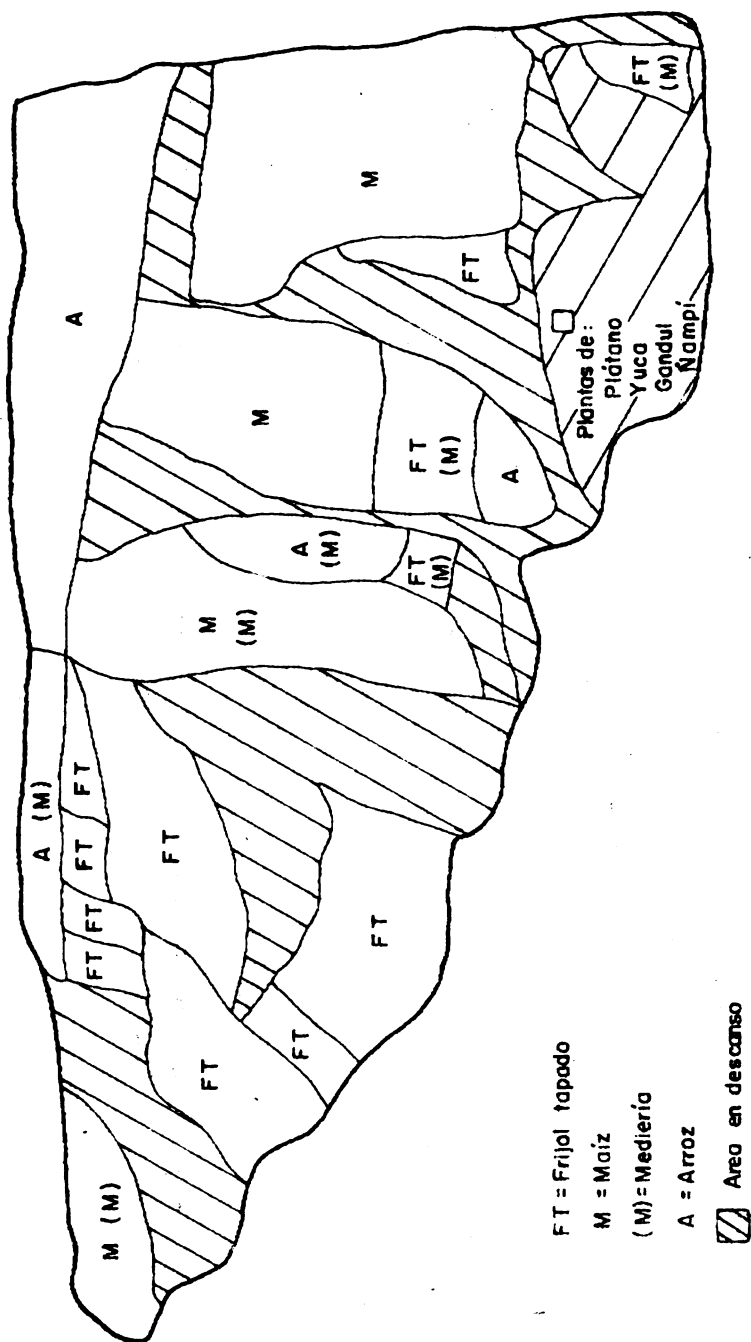 A (M)
A
FT
FT
FT
FT
M (M)
FT
FT
M
(M)
M
A
(M)
FT
M
FT
FT
(M)
FT
(M)
FT
A
FT
(M)
Plantas de:
Plátano
Yuca
Gandul
Ñampí
FT = Frijol tapado
M = Maíz
(M) = Mediería
A = Arroz
Area en descanso